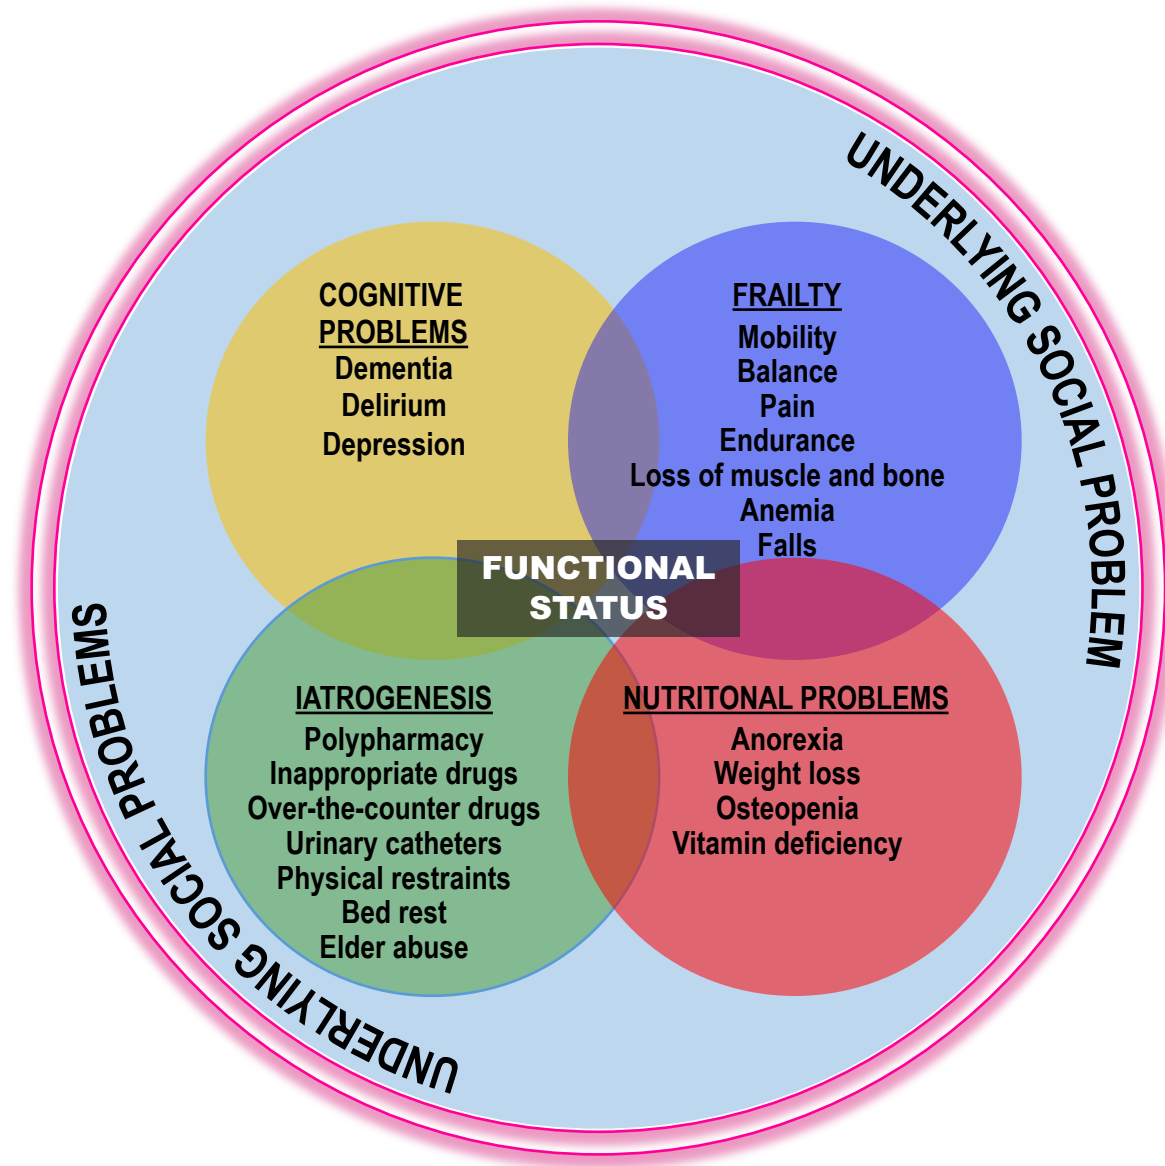 UNDERLYING SOCIAL PROBLEM
COGNITIVE
PROBLEMS
Dementia
Delirium
Depression
FRAILTY
Mobility
Balance
Pain
Endurance
Loss of muscle and bone
Anemia
Falls
FUNCTIONAL
STATUS
IATROGENESIS
Polypharmacy
Inappropriate drugs
Over-the-counter drugs
Urinary catheters
Physical restraints
Bed rest
Elder abuse
NUTRITONAL PROBLEMS
Anorexia
Weight loss
Osteopenia
Vitamin deficiency
UNDERLYING SOCIAL PROBLEMS